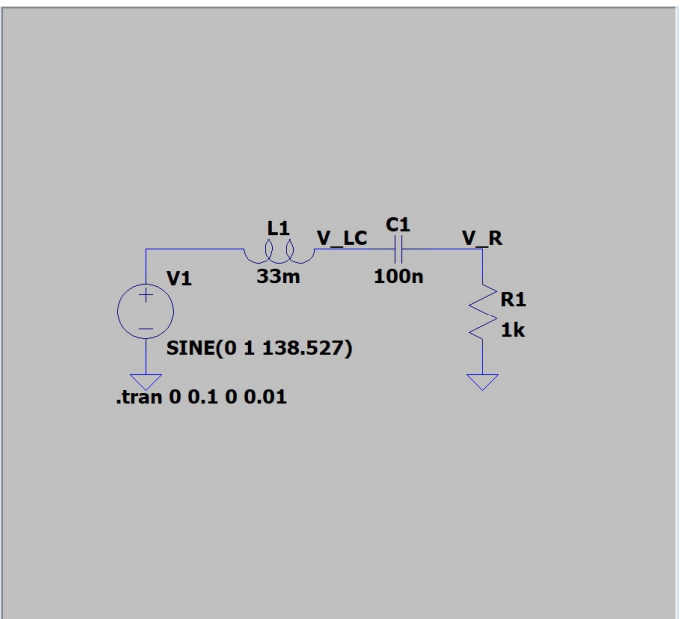 L1
V_LC
C1
V_R
V1
33m
100n
R1
1k
SINE(0 1 138.527)
.tran 0 0.1 0 0.01